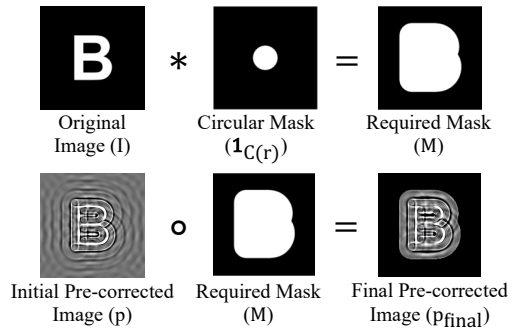 B * =
Original Image (I) Circular Mask (𝟏C(r)) Required Mask (M)
B ∘ = B
Initial Pre-corrected Image (p) Required Mask (M) Final Pre-corrected Image (pfinal)